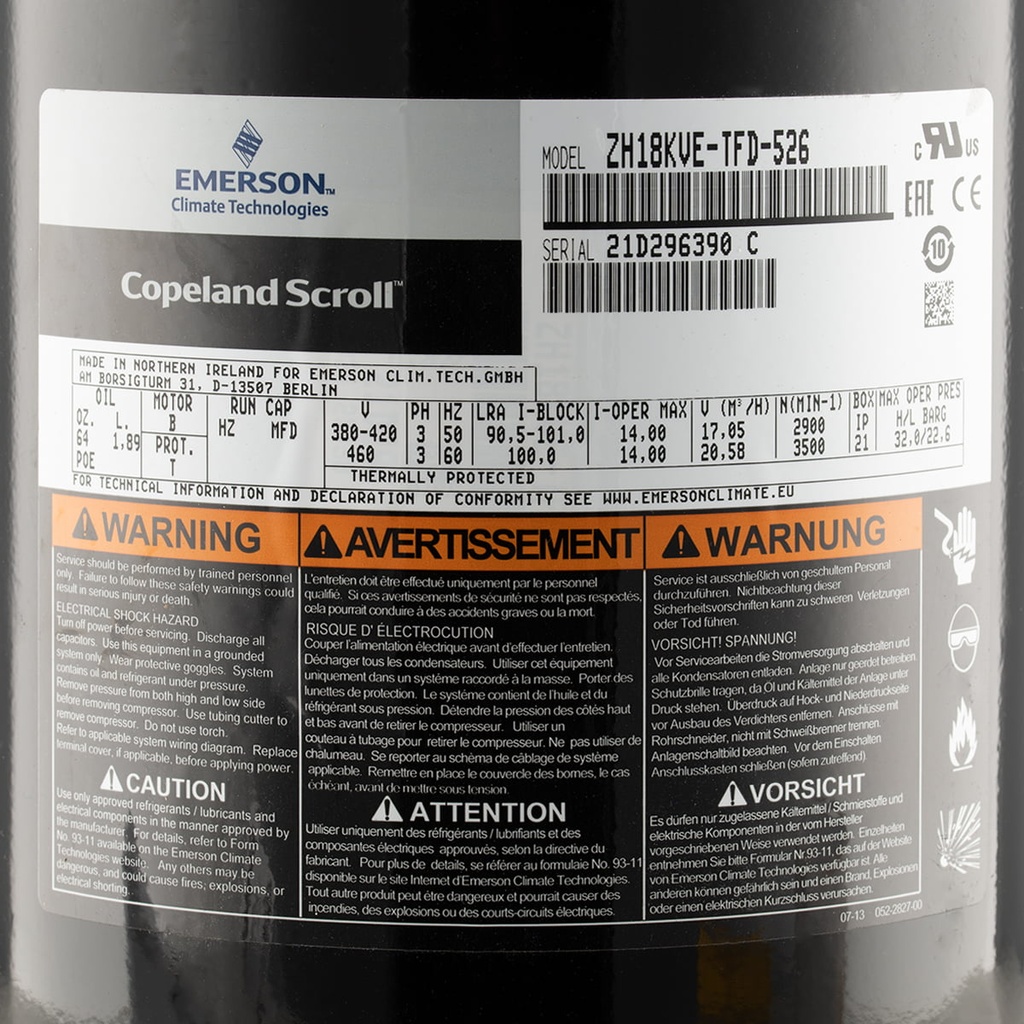 EMERSON™
Climate Technologies
Copeland Scroll™
MODEL ZH18KVE-TFD-526
SERIAL 21D296390 C
c RU US
EAC CE
10
MADE IN NORTHERN IRELAND FOR EMERSON CLIM.TECH.GMBH
AM BORSIGTURM 31, D-13507 BERLIN
OIL MOTOR RUN CAP V PH HZ LRA I-BLOCK I-OPER MAX V (M³/H) N(MIN-1) BOX MAX OPER PRES
OZ. L. B HZ MFD 380-420 3 50 90,5-101,0 14,00 17,05 2900 IP H/L BARG
64 1,89 PROT. 460 3 60 100,0 14,00 20,58 3500 21 32,0/22,6
POE T THERMALLY PROTECTED
FOR TECHNICAL INFORMATION AND DECLARATION OF CONFORMITY SEE WWW.EMERSONCLIMATE.EU
WARNING
Service should be performed by trained personnel
only. Failure to follow these safety warnings could
result in serious injury or death.
ELECTRICAL SHOCK HAZARD
Turn off power before servicing. Discharge all
capacitors. Use this equipment in a grounded
system only. Wear protective goggles. System
contains oil and refrigerant under pressure.
Remove pressure from both high and low side
before removing compressor. Use tubing cutter to
remove compressor. Do not use torch.
Refer to applicable system wiring diagram. Replace
terminal cover, if applicable, before applying power.
CAUTION
Use only approved refrigerants / lubricants and
electrical components in the manner approved by
the manufacturer. For details, refer to Form
No. 93-11 available on the Emerson Climate
Technologies website. Any others may be
dangerous, and could cause fires, explosions, or
electrical shorting.
AVERTISSEMENT
L'entretien doit être effectué uniquement par le personnel
qualifié. Si ces avertissements de sécurité ne sont pas respectés,
cela pourrait conduire à des accidents graves ou la mort.
RISQUE D' ÉLECTROCUTION
Couper l'alimentation électrique avant d'effectuer l'entretien.
Décharger tous les condensateurs. Utiliser cet équipement
uniquement dans un système raccordé à la masse. Porter des
lunettes de protection. Le système contient de l'huile et du
réfrigérant sous pression. Détendre la pression des côtés haut
et bas avant de retirer le compresseur. Utiliser un
couteau à tubage pour retirer le compresseur. Ne pas utiliser de
chalumeau. Se reporter au schéma de câblage de système
applicable. Remettre en place le couvercle des bornes, le cas
échéant, avant de mettre sous tension.
ATTENTION
Utiliser uniquement des réfrigérants / lubrifiants et des
composantes électriques approuvés, selon la directive du
fabricant. Pour plus de détails, se référer au formulaie No. 93-11
disponible sur le site Internet d'Emerson Climate Technologies.
Tout autre produit peut être dangereux et pourrait causer des
incendies, des explosions ou des courts-circuits électriques.
WARNUNG
Service ist ausschließlich von geschultem Personal
durchzuführen. Nichtbeachtung dieser
Sicherheitsvorschriften kann zu schweren Verletzungen
oder Tod führen.
VORSICHT! SPANNUNG!
Vor Servicearbeiten die Stromversorgung abschalten und
alle Kondensatoren entladen. Anlage nur geerdet betreiben.
Schutzbrille tragen, da Öl und Kältemittel der Anlage unter
Druck stehen. Überdruck auf Hock- und Niederdruckseite
vor Ausbau des Verdichters entfernen. Anschlüsse mit
Rohrschneider, nicht mit Schweißbrenner trennen.
Anlagenschaltbild beachten. Vor dem Einschalten
Anschlusskasten schließen (sofern zutreffend).
VORSICHT
Es dürfen nur zugelassene Kältemittel / Schmierstoffe und
elektrische Komponenten in der vom Hersteller
vorgeschriebenen Weise verwendet werden. Einzelheiten
entnehmen Sie bitte Formular Nr.93-11, das auf der Website
von Emerson Climate Technologies verfügbar ist. Alle
anderen können gefährlich sein und einen Brand, Explosionen
oder einen elektrischen Kurzschluss verursachen.
07-13 052-2827-00